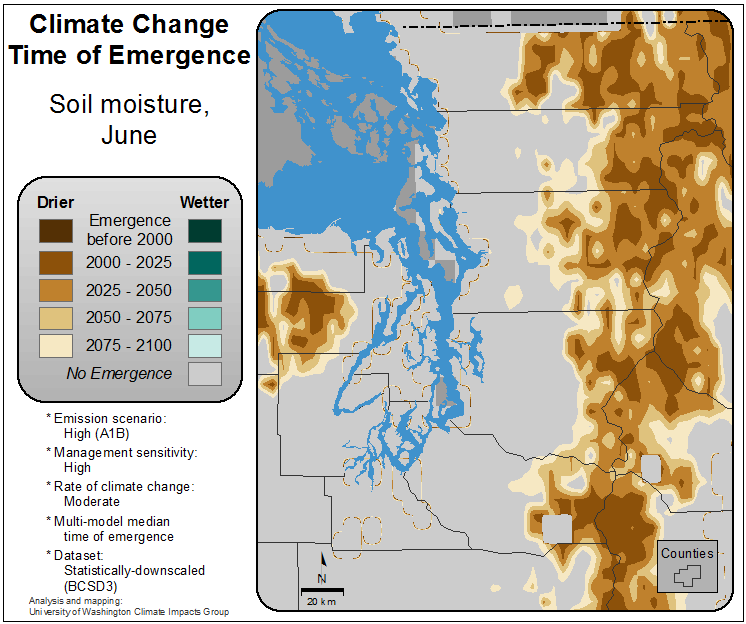 Climate Change
Time of Emergence
Soil moisture,
June
Drier
Wetter
Emergence
before 2000
2000 - 2025
2025 - 2050
2050 - 2075
2075 - 2100
No Emergence
* Emission scenario:
High (A1B)
* Management sensitivity:
High
* Rate of climate change:
Moderate
* Multi-model median
time of emergence
* Dataset:
Statistically-downscaled
(BCSD3)
Analysis and mapping:
University of Washington Climate Impacts Group
N
20 km
Counties